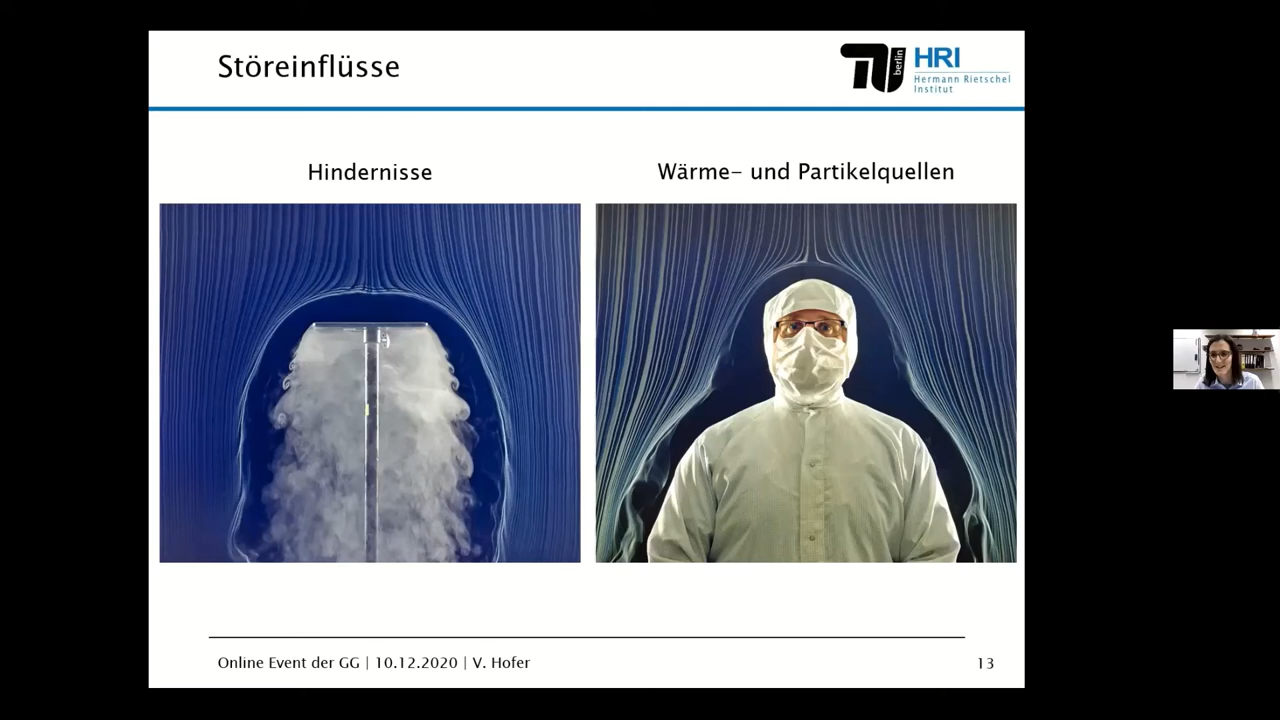 Störeinflüsse
TU berlin
HRI
Hermann Rietschel
Institut
Hindernisse
Wärme- und Partikelquellen
Online Event der GG | 10.12.2020 | V. Hofer
13